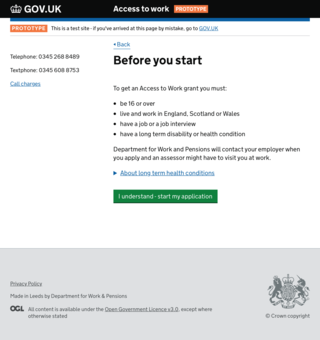 GOV.UK
Access to work PROTOTYPE
PROTOTYPE This is a test site - if you've arrived at this page by mistake, go to GOV.UK
Back
Telephone: 0345 268 8489
Textphone: 0345 608 8753
Call charges
Before you start
To get an Access to Work grant you must:
• be 16 or over
• live and work in England, Scotland or Wales
• have a job or a job interview
• have a long term disability or health condition
Department for Work and Pensions will contact your employer when
you apply and an assessor might have to visit you at work.
About long term health conditions
I understand - start my application
Privacy Policy
Made in Leeds by Department for Work & Pensions
OGL All content is available under the Open Government Licence v3.0, except where
otherwise stated
© Crown copyright